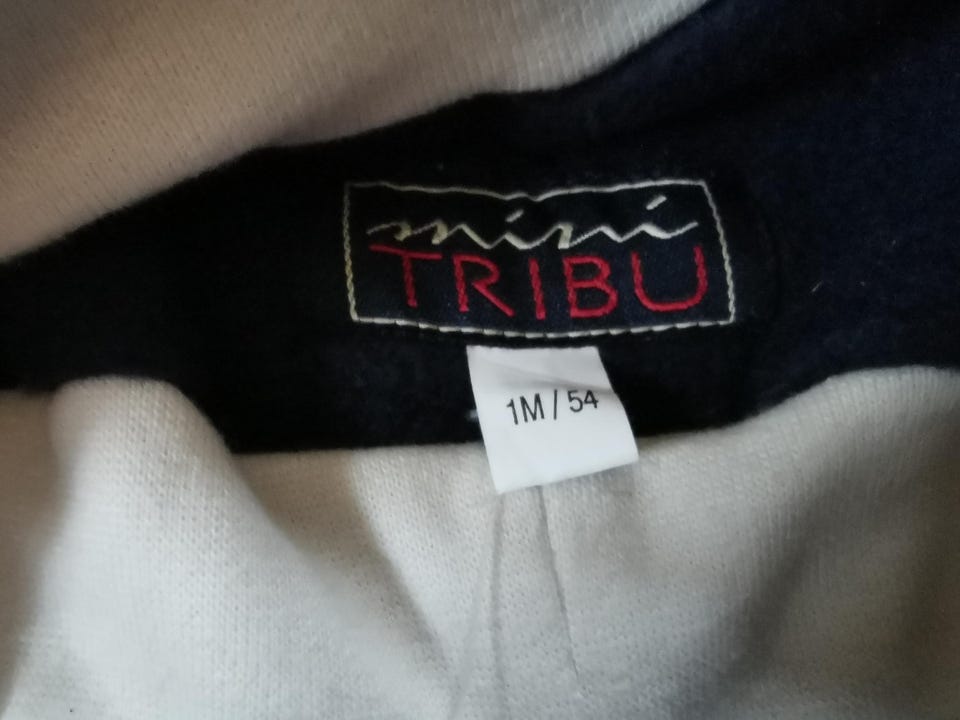 mini
TRIBU
1M / 54